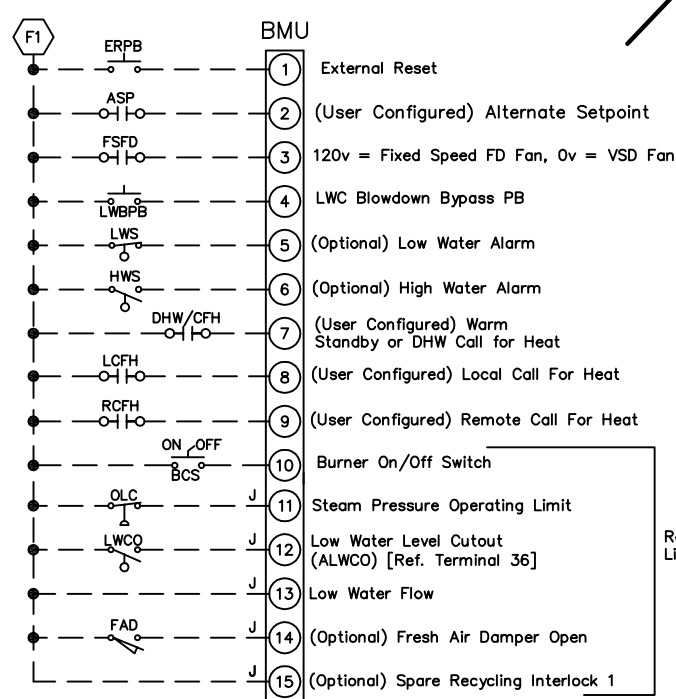 BMU
F1
ERPB
1 External Reset
ASP
2 (User Configured) Alternate Setpoint
FSFD
3 120v = Fixed Speed FD Fan, 0v = VSD Fan
LWBPB
4 LWC Blowdown Bypass PB
LWS
5 (Optional) Low Water Alarm
HWS
6 (Optional) High Water Alarm
DHW/CFH
7 (User Configured) Warm
Standby or DHW Call for Heat
LCFH
8 (User Configured) Local Call For Heat
RCFH
9 (User Configured) Remote Call For Heat
ON OFF
BCS
10 Burner On/Off Switch
OLC
J 11 Steam Pressure Operating Limit
LWCO
J 12 Low Water Level Cutout
(ALWCO) [Ref. Terminal 36]
J 13 Low Water Flow
FAD
J 14 (Optional) Fresh Air Damper Open
J 15 (Optional) Spare Recycling Interlock 1